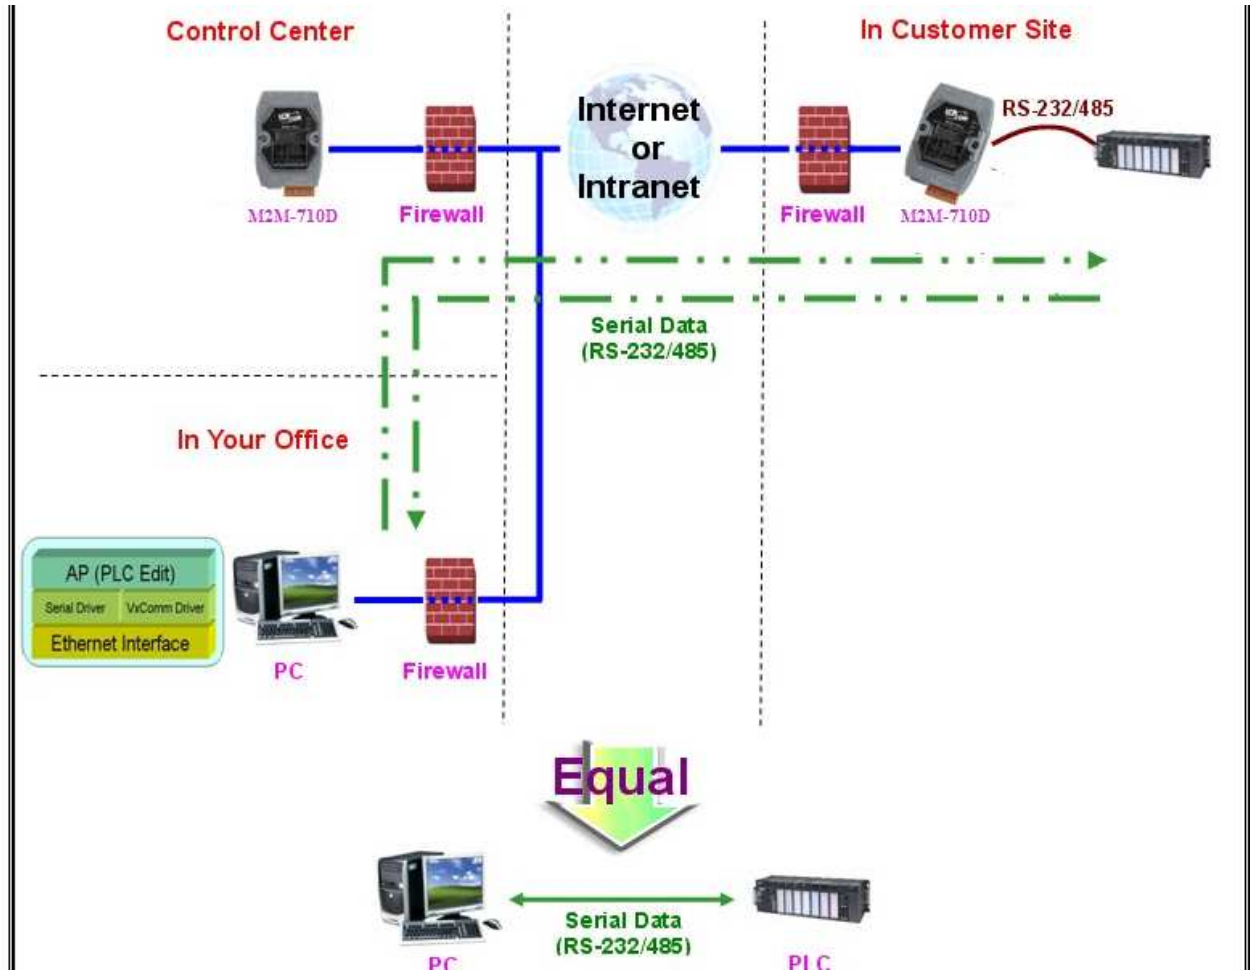 Control Center
In Customer Site
Internet
or
Intranet
RS-232/485
M2M-710D
Firewall
Firewall
M2M-710D
Serial Data
(RS-232/485)
In Your Office
AP (PLC Edit)
Serial Driver
VxComm Driver
Ethernet Interface
PC
Firewall
Equal
Serial Data
(RS-232/485)
PC
PLC